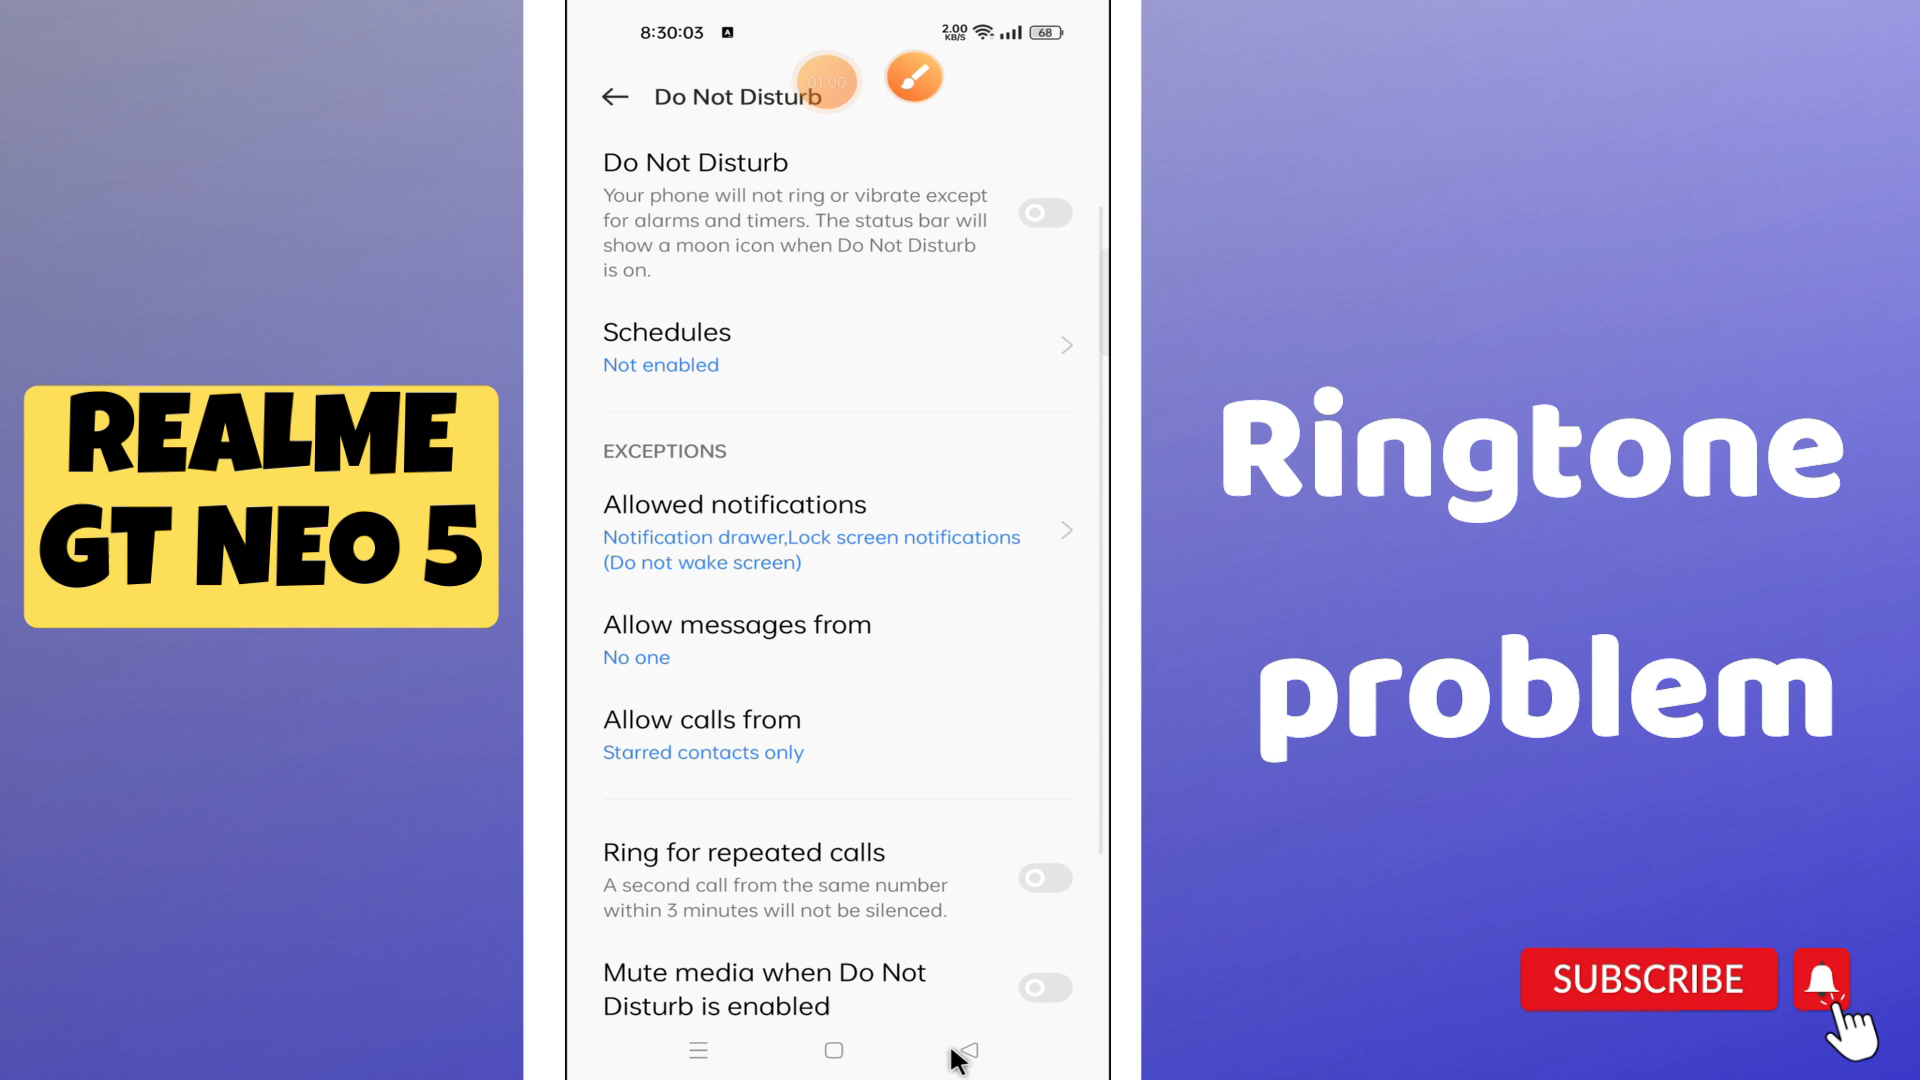 REALME
GT NEO 5
8:30:03
A
2.00
KB/S
68
01:00
Do Not Disturb
Do Not Disturb
Your phone will not ring or vibrate except
for alarms and timers. The status bar will
show a moon icon when Do Not Disturb
is on.
Schedules
Not enabled
EXCEPTIONS
Allowed notifications
Notification drawer,Lock screen notifications
(Do not wake screen)
Allow messages from
No one
Allow calls from
Starred contacts only
Ring for repeated calls
A second call from the same number
within 3 minutes will not be silenced.
Mute media when Do Not
Disturb is enabled
Ringtone
problem
SUBSCRIBE